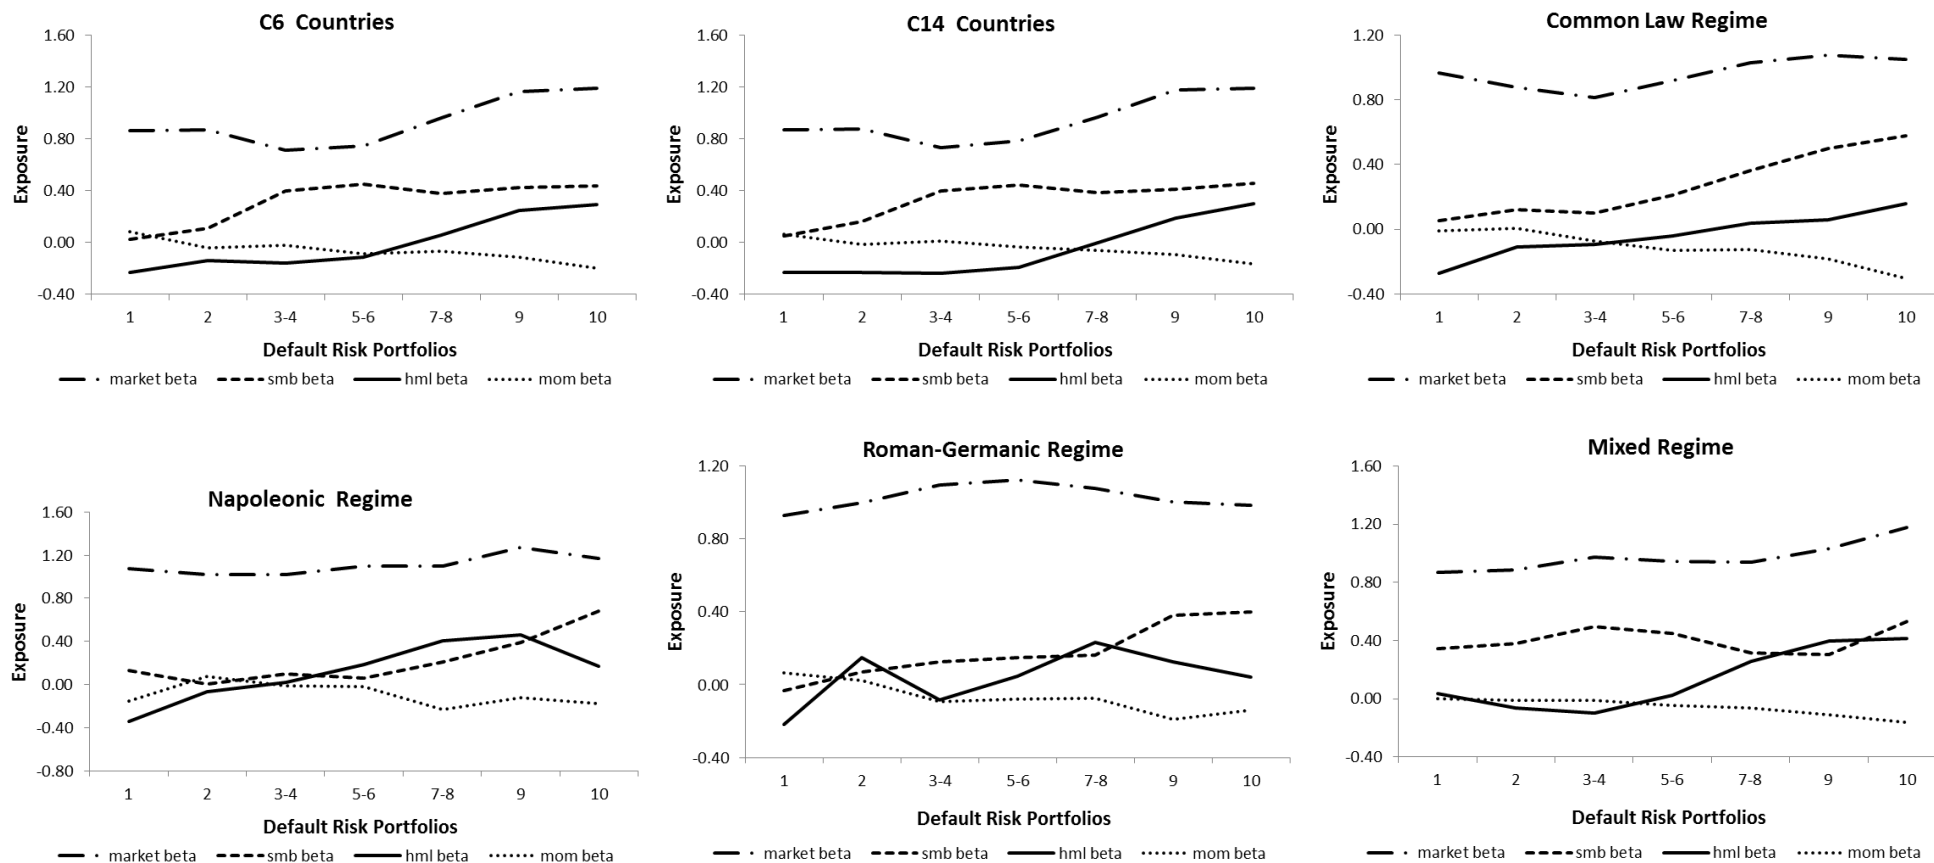 C6 Countries
1.60
1.20
0.80
0.40
0.00
-0.40
Exposure
1 2 3-4 5-6 7-8 9 10
Default Risk Portfolios
market beta smb beta hml beta mom beta
C14 Countries
1.60
1.20
0.80
0.40
0.00
-0.40
Exposure
1 2 3-4 5-6 7-8 9 10
Default Risk Portfolios
market beta smb beta hml beta mom beta
Common Law Regime
1.20
0.80
0.40
0.00
-0.40
Exposure
1 2 3-4 5-6 7-8 9 10
Default Risk Portfolios
market beta smb beta hml beta mom beta
Napoleonic Regime
1.60
1.20
0.80
0.40
0.00
-0.40
-0.80
Exposure
1 2 3-4 5-6 7-8 9 10
Default Risk Portfolios
market beta smb beta hml beta mom beta
Roman-Germanic Regime
1.20
0.80
0.40
0.00
-0.40
Exposure
1 2 3-4 5-6 7-8 9 10
Default Risk Portfolios
market beta smb beta hml beta mom beta
Mixed Regime
1.60
1.20
0.80
0.40
0.00
-0.40
Exposure
1 2 3-4 5-6 7-8 9 10
Default Risk Portfolios
market beta smb beta hml beta mom beta